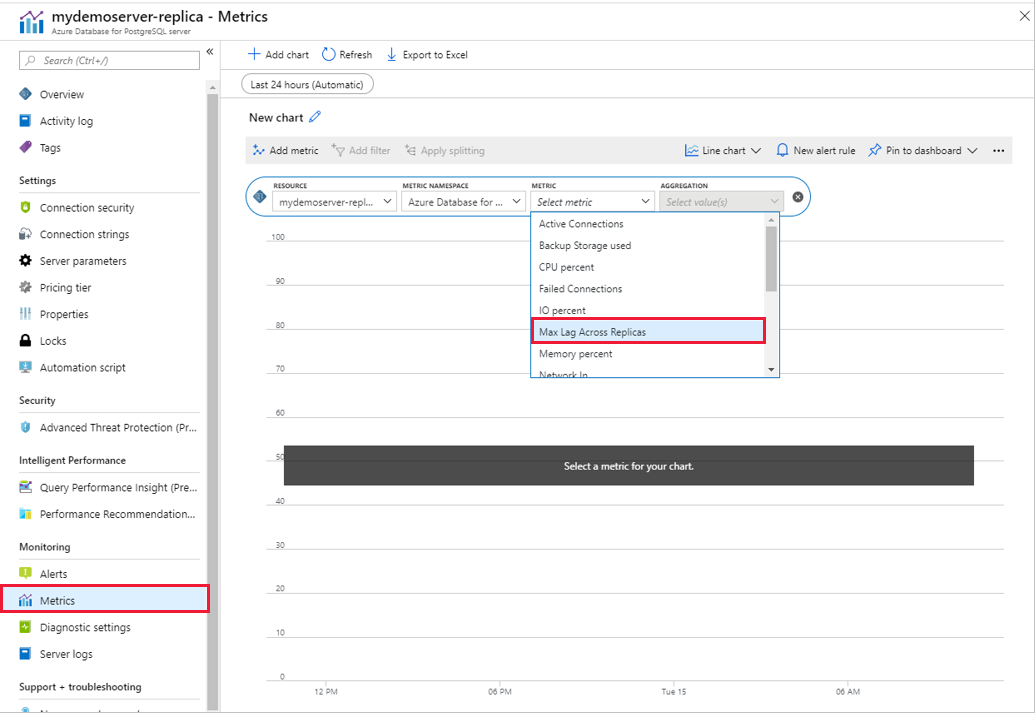 mydemoserver-replica - Metrics
Azure Database for PostgreSQL server
Search (Ctrl+/)
Overview
Activity log
Tags
Settings
Connection security
Connection strings
Server parameters
Pricing tier
Properties
Locks
Automation script
Security
Advanced Threat Protection (Pr...
Intelligent Performance
Query Performance Insight (Pre...
Performance Recommendation...
Monitoring
Alerts
Metrics
Diagnostic settings
Server logs
Support + troubleshooting
Add chart Refresh Export to Excel
Last 24 hours (Automatic)
New chart
Add metric Add filter Apply splitting Line chart New alert rule Pin to dashboard ...
RESOURCE METRIC NAMESPACE METRIC AGGREGATION
mydemoserver-repl... Azure Database for ... Select metric Select value(s)
Active Connections
Backup Storage used
CPU percent
Failed Connections
IO percent
Max Lag Across Replicas
Memory percent
Network In
100
90
80
70
60
50
Select a metric for your chart.
40
30
20
10
0
12 PM 06 PM Tue 15 06 AM